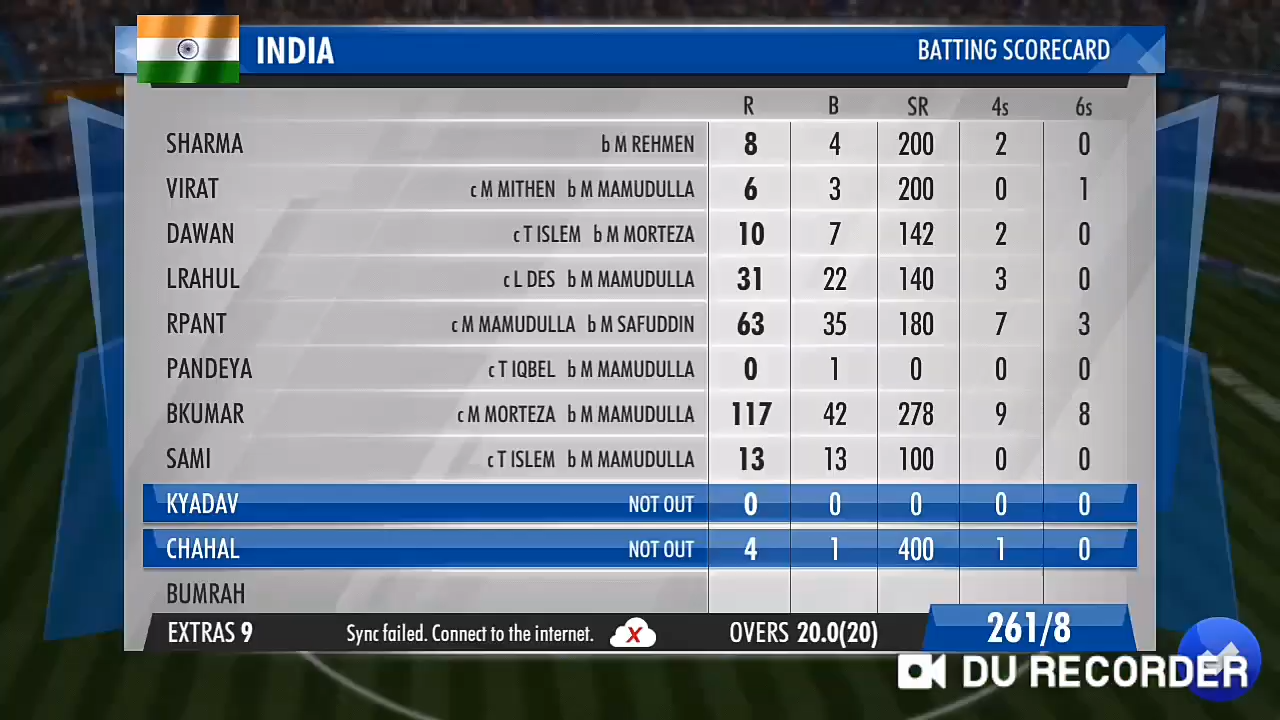 INDIA BATTING SCORECARD
R B SR 4s 6s
SHARMA b M REHMEN 8 4 200 2 0
VIRAT c M MITHEN b M MAMUDULLA 6 3 200 0 1
DAWAN c T ISLEM b M MORTEZA 10 7 142 2 0
LRAHUL c L DES b M MAMUDULLA 31 22 140 3 0
RPANT c M MAMUDULLA b M SAFUDDIN 63 35 180 7 3
PANDEYA c T IQBEL b M MAMUDULLA 0 1 0 0 0
BKUMAR c M MORTEZA b M MAMUDULLA 117 42 278 9 8
SAMI c T ISLEM b M MAMUDULLA 13 13 100 0 0
KYADAV NOT OUT 0 0 0 0 0
CHAHAL NOT OUT 4 1 400 1 0
BUMRAH
EXTRAS 9 Sync failed. Connect to the internet. X OVERS 20.0(20) 261/8
DU RECORDER